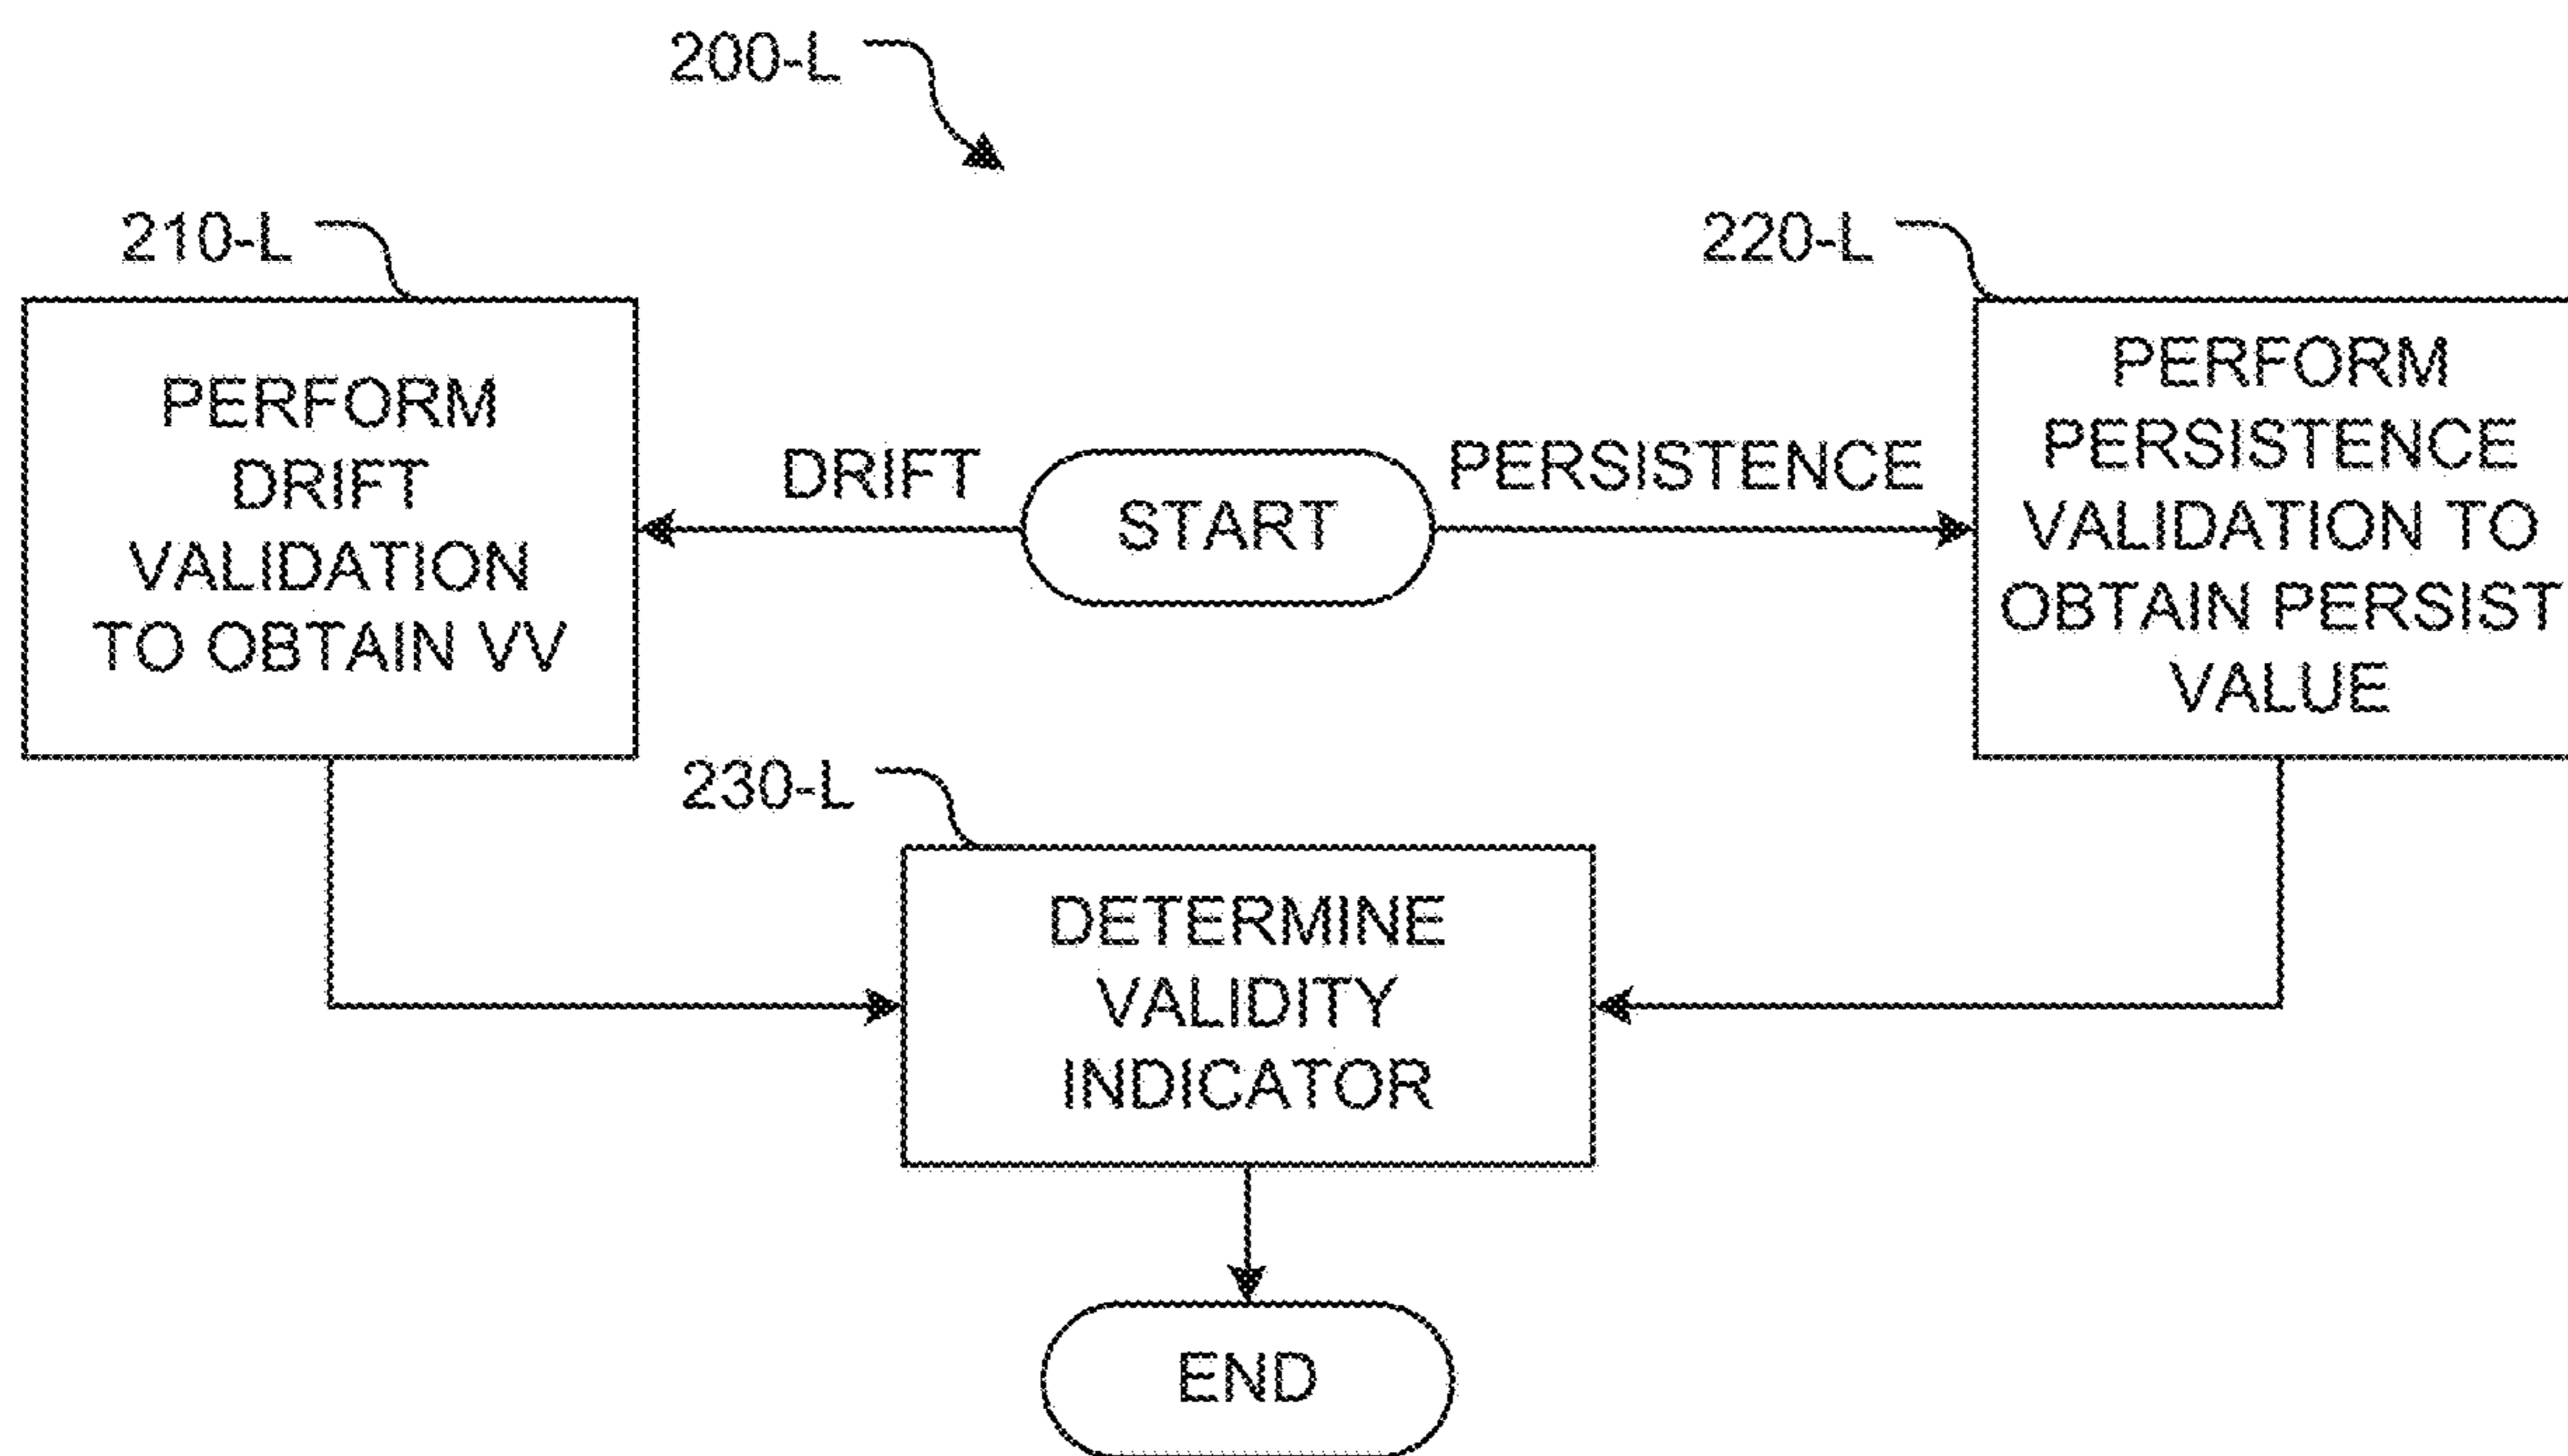 200-L
210-L
220-L
PERFORM
DRIFT
VALIDATION
TO OBTAIN VV
DRIFT
START
PERSISTENCE
PERFORM
PERSISTENCE
VALIDATION TO
OBTAIN PERSIST
VALUE
230-L
DETERMINE
VALIDITY
INDICATOR
END